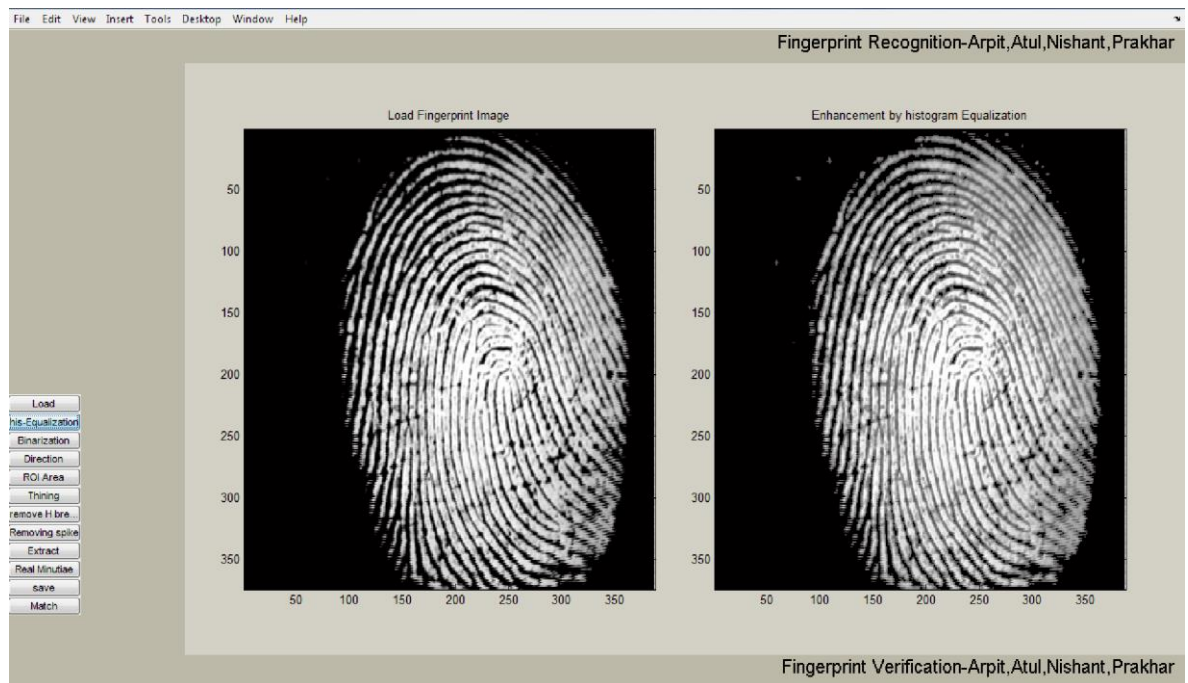 File Edit View Insert Tools Desktop Window Help
Fingerprint Recognition-Arpit,Atul,Nishant,Prakhar
Load Fingerprint Image
Enhancement by histogram Equalization
50
100
150
200
250
300
350
50 100 150 200 250 300 350
50
100
150
200
250
300
350
50 100 150 200 250 300 350
Load
his-Equalization
Binarization
Direction
ROI Area
Thining
remove H bre...
Removing spike
Extract
Real Minutiae
save
Match
Fingerprint Verification-Arpit,Atul,Nishant,Prakhar